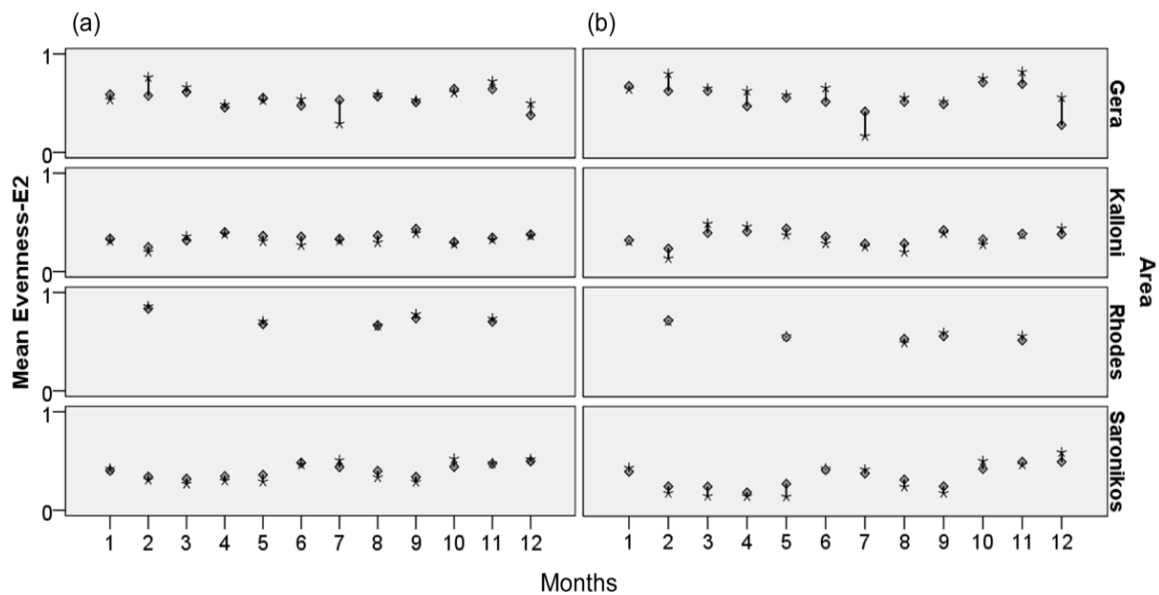 (a)
(b)
Mean Evenness-E2
1
0
1
0
1
0
1
0
Gera
Kalloni
Rhodes
Saronikos
Area
1 2 3 4 5 6 7 8 9 10 11 12
1 2 3 4 5 6 7 8 9 10 11 12
Months